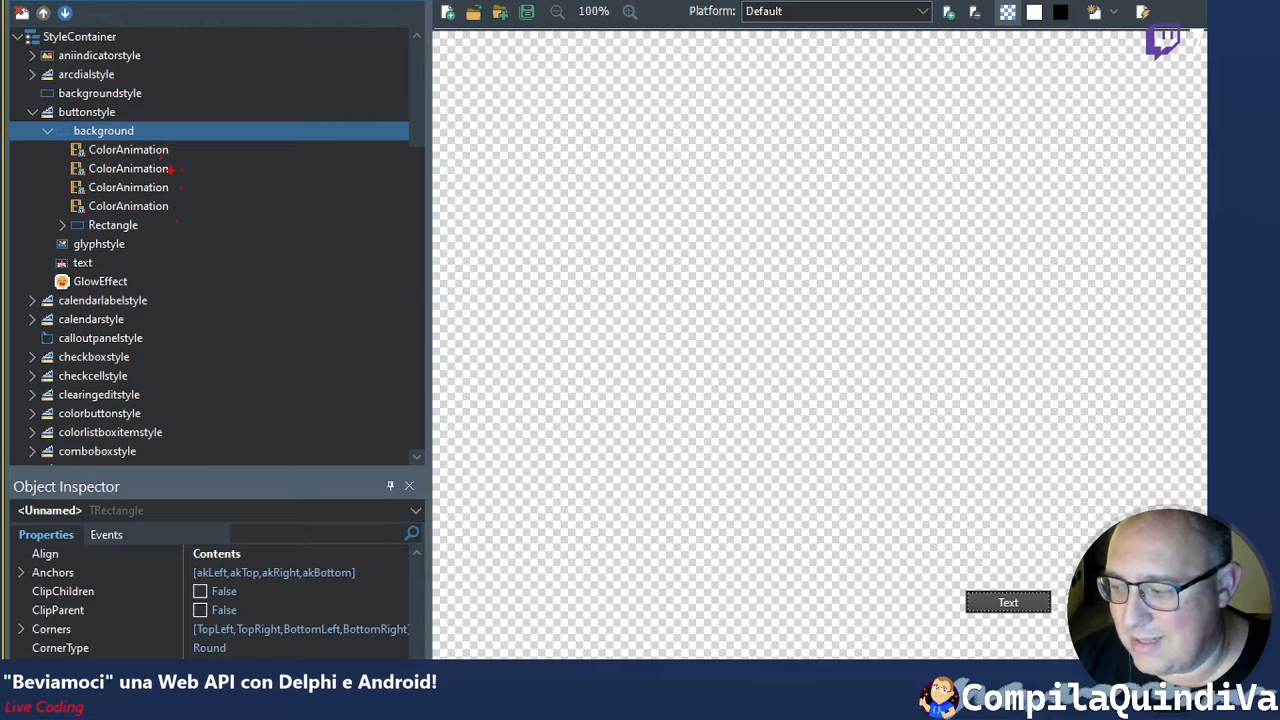 100%
Platform:
Default
StyleContainer
aniindicatorstyle
arcdialstyle
backgroundstyle
buttonstyle
background
ColorAnimation
ColorAnimation
ColorAnimation
ColorAnimation
Rectangle
glyphstyle
text
GlowEffect
calendarlabelstyle
calendarstyle
calloutpanelstyle
checkboxstyle
checkcellstyle
clearingeditstyle
colorbuttonstyle
colorlistboxitemstyle
comboboxstyle
Object Inspector
<Unnamed> TRectangle
Properties Events
Align Contents
Anchors [akLeft,akTop,akRight,akBottom]
ClipChildren False
ClipParent False
Corners [TopLeft,TopRight,BottomLeft,BottomRight]
CornerType Round
Text
"Beviamoci" una Web API con Delphi e Android!
Live Coding
CompilaQuindiVa